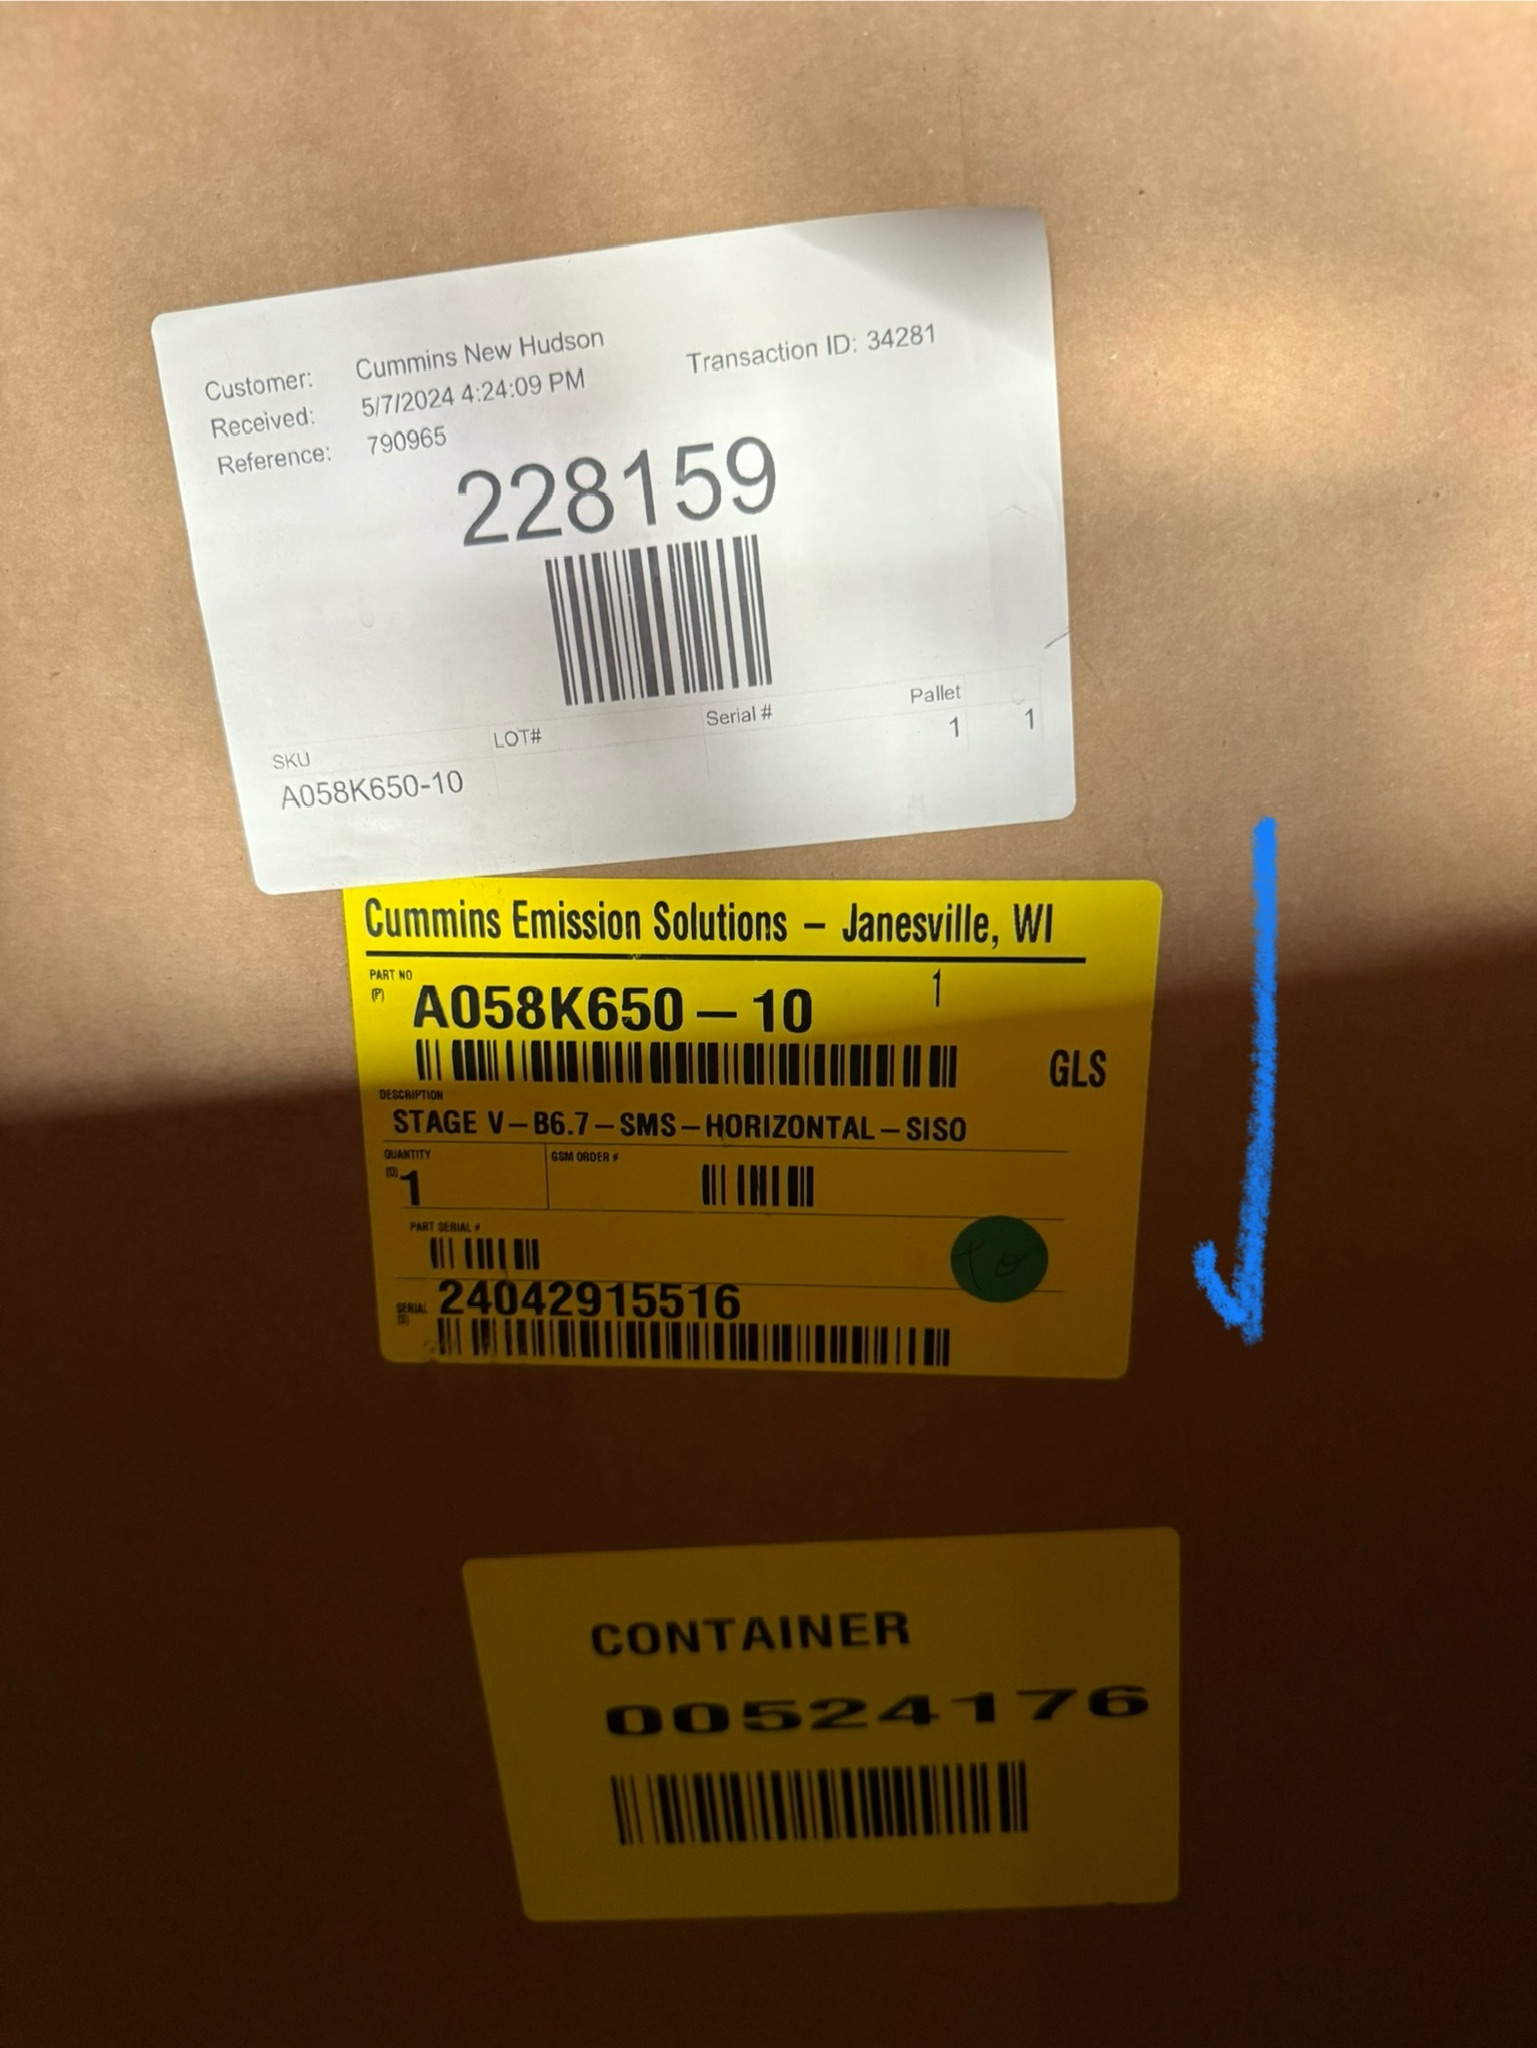 Customer: Cummins New Hudson Transaction ID: 34281
Received: 5/7/2024 4:24:09 PM
Reference: 790965
228159
SKU LOT# Serial # Pallet
A058K650-10 1 1
Cummins Emission Solutions – Janesville, WI
PART NO
(P) A058K650 – 10 1
GLS
DESCRIPTION
STAGE V – B6.7 – SMS – HORIZONTAL – SISO
QUANTITY GSM ORDER #
(Q) 1
PART SERIAL #
SERIAL 24042915516
(S)
CONTAINER
00524176